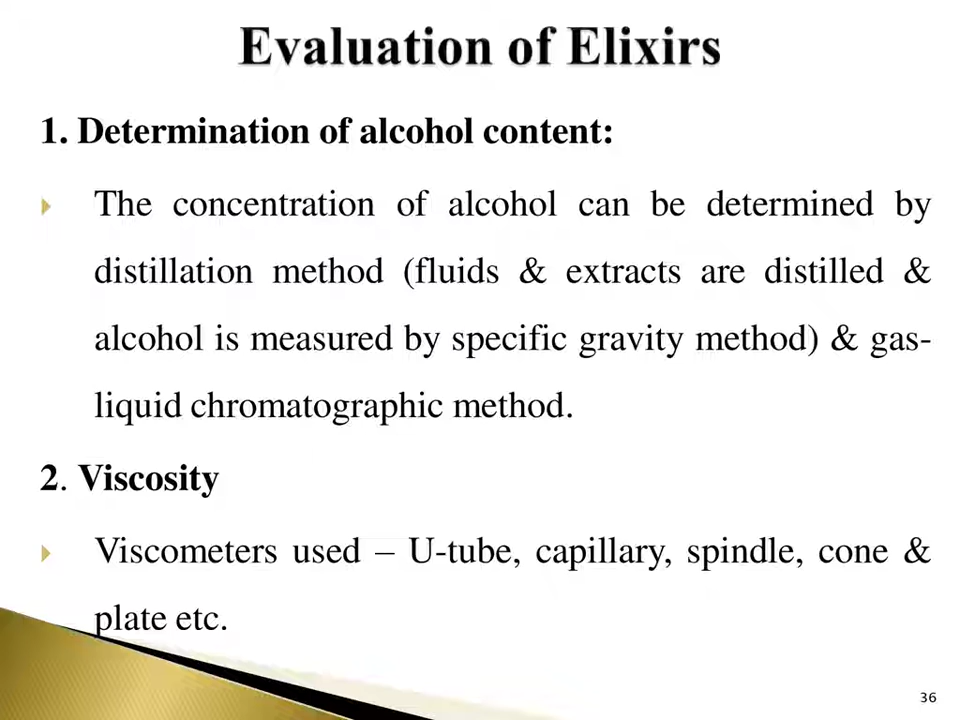 Evaluation of Elixirs
1. Determination of alcohol content:
The concentration of alcohol can be determined by
distillation method (fluids & extracts are distilled &
alcohol is measured by specific gravity method) & gas-
liquid chromatographic method.
2. Viscosity
Viscometers used – U-tube, capillary, spindle, cone &
plate etc.
36